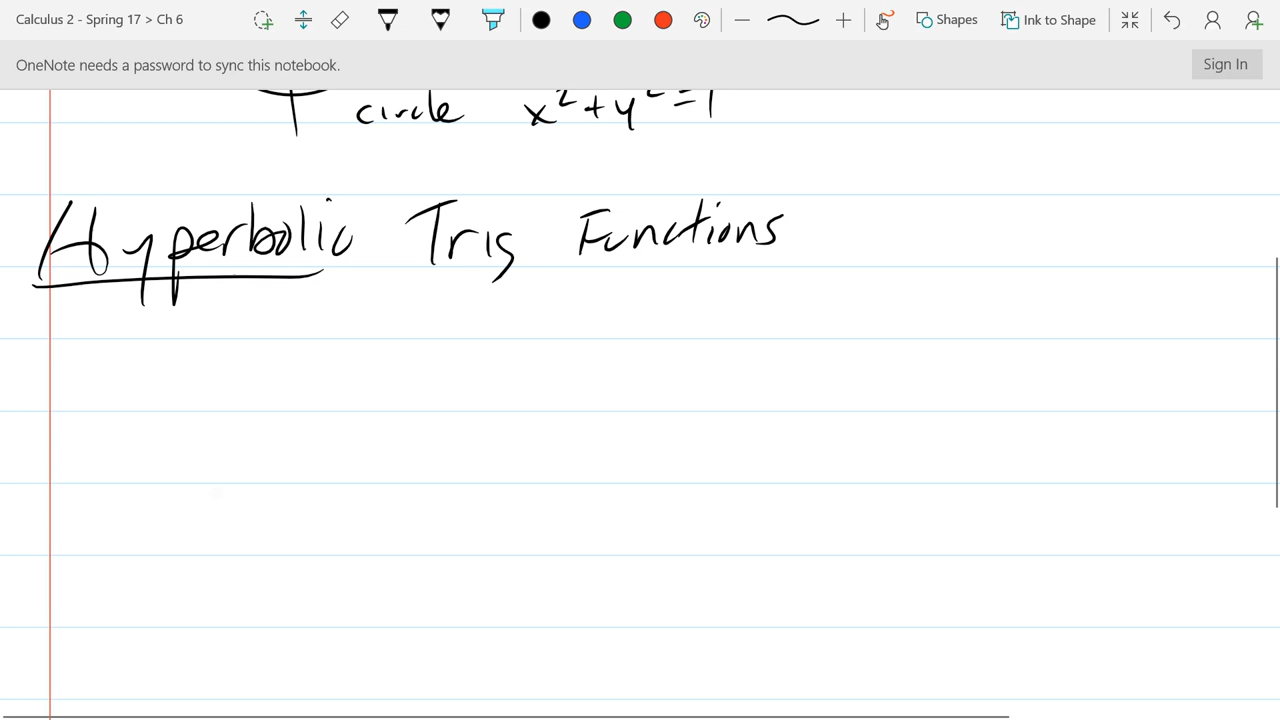 Calculus 2 - Spring 17 > Ch 6
Shapes
Ink to Shape
OneNote needs a password to sync this notebook.
Sign In
circle x²+y²=1
Hyperbolic Trig Functions